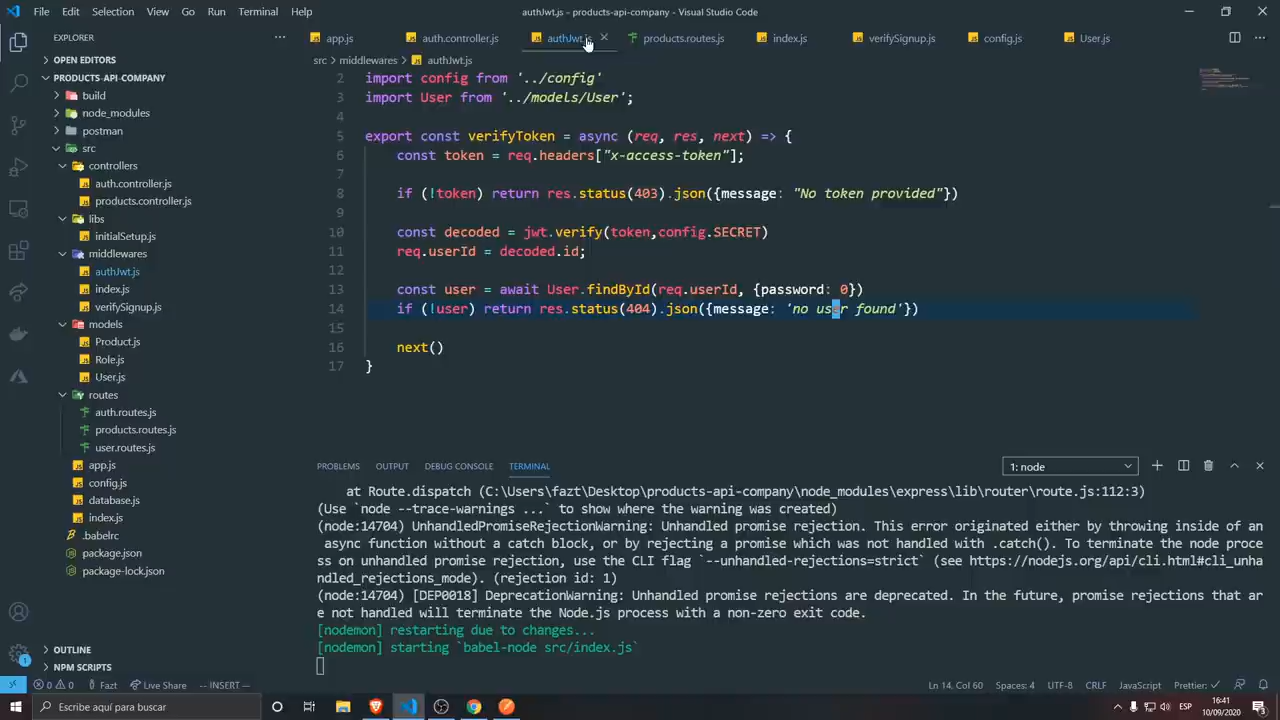 File Edit Selection View Go Run Terminal Help authJwt.js - products-api-company - Visual Studio Code
EXPLORER ··· app.js auth.controller.js authJwt.js products.routes.js index.js verifySignup.js config.js User.js
OPEN EDITORS
PRODUCTS-API-COMPANY
build
node_modules
postman
src
controllers
auth.controller.js
products.controller.js
libs
initialSetup.js
middlewares
authJwt.js
index.js
verifySignup.js
models
Product.js
Role.js
User.js
routes
auth.routes.js
products.routes.js
user.routes.js
app.js
config.js
database.js
index.js
.babelrc
package.json
package-lock.json
OUTLINE
NPM SCRIPTS
src > middlewares > authJwt.js
2 import config from '../config'
3 import User from '../models/User';
4
5 export const verifyToken = async (req, res, next) => {
6 const token = req.headers["x-access-token"];
7
8 if (!token) return res.status(403).json({message: "No token provided"})
9
10 const decoded = jwt.verify(token,config.SECRET)
11 req.userId = decoded.id;
12
13 const user = await User.findById(req.userId, {password: 0})
14 if (!user) return res.status(404).json({message: 'no user found'})
15
16 next()
17 }
PROBLEMS OUTPUT DEBUG CONSOLE TERMINAL 1: node
at Route.dispatch (C:\Users\fazt\Desktop\products-api-company\node_modules\express\lib\router\route.js:112:3)
(Use `node --trace-warnings ...` to show where the warning was created)
(node:14704) UnhandledPromiseRejectionWarning: Unhandled promise rejection. This error originated either by throwing inside of an
async function without a catch block, or by rejecting a promise which was not handled with .catch(). To terminate the node proce
ss on unhandled promise rejection, use the CLI flag `--unhandled-rejections=strict` (see https://nodejs.org/api/cli.html#cli_unha
ndled_rejections_mode). (rejection id: 1)
(node:14704) [DEP0018] DeprecationWarning: Unhandled promise rejections are deprecated. In the future, promise rejections that ar
e not handled will terminate the Node.js process with a non-zero exit code.
[nodemon] restarting due to changes...
[nodemon] starting `babel-node src/index.js`
0 0 Fazt Live Share -- INSERT -- Ln 14, Col 60 Spaces: 4 UTF-8 CRLF JavaScript Prettier: ✓
Escribe aquí para buscar ESP 16:41
10/09/2020 3